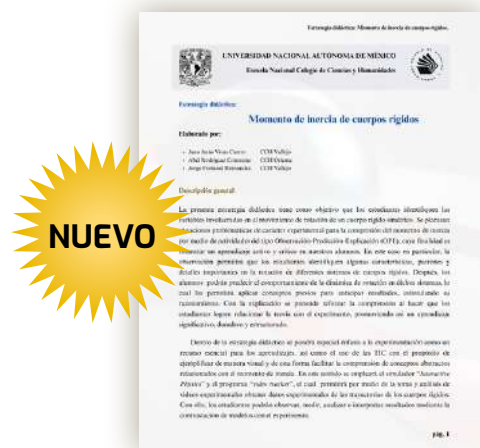 Estrategia didáctica: Momento de inercia de cuerpos rígidos.
UNIVERSIDAD NACIONAL AUTÓNOMA DE MÉXICO
Escuela Nacional Colegio de Ciencias y Humanidades
Estrategia didáctica:
Momento de inercia de cuerpos rígidos
Elaborado por:
CCH Vallejo
CCH Oriente
CCH Vallejo
Descripción general:
La presente estrategia didáctica tiene como objetivo que los estudiantes identifiquen las
variables involucradas en el movimiento de rotación de un cuerpo rígido simétrico. Se plantean
situaciones problemáticas de carácter experimental para la comprensión del momento de inercia
por medio de actividades del tipo Observación Predicción Explicación (OPE), cuya finalidad es
un aprendizaje activo y crítico en nuestros alumnos. En este caso en particular, la
observación permitirá que los estudiantes identifiquen algunas características, patrones y
detalles importantes en la rotación de diferentes sistemas de cuerpos rígidos. Después, los
alumnos podrán predecir el comportamiento de la dinámica de rotación en dichos sistemas, lo
cual les permitirá aplicar conceptos previos para anticipar resultados, estimulando su
razonamiento. Con la explicación se pretende reforzar la comprensión al hacer que los
estudiantes logren relacionar la teoría con el experimento, promoviendo así un aprendizaje
significativo, duradero y estructurado.
Dentro de la estrategia didáctica se pondrá especial énfasis a la experimentación como un
recurso esencial para los aprendizajes, así como el uso de las TIC con el propósito de
ejemplificar de manera visual y de esta forma facilitar la comprensión de conceptos abstractos
relacionados con el momento de inercia. En este sentido se empleará el simulador "Interactive
Physics" y el programa "video tracker", el cual permitirá por medio de la toma y análisis de
videos experimentales obtener datos experimentales de las trayectorias de los cuerpos rígidos.
Con ello, los estudiantes podrán observar, medir, analizar e interpretar resultados mediante la
contrastación de modelos con el experimento.
pág. 1
NUEVO